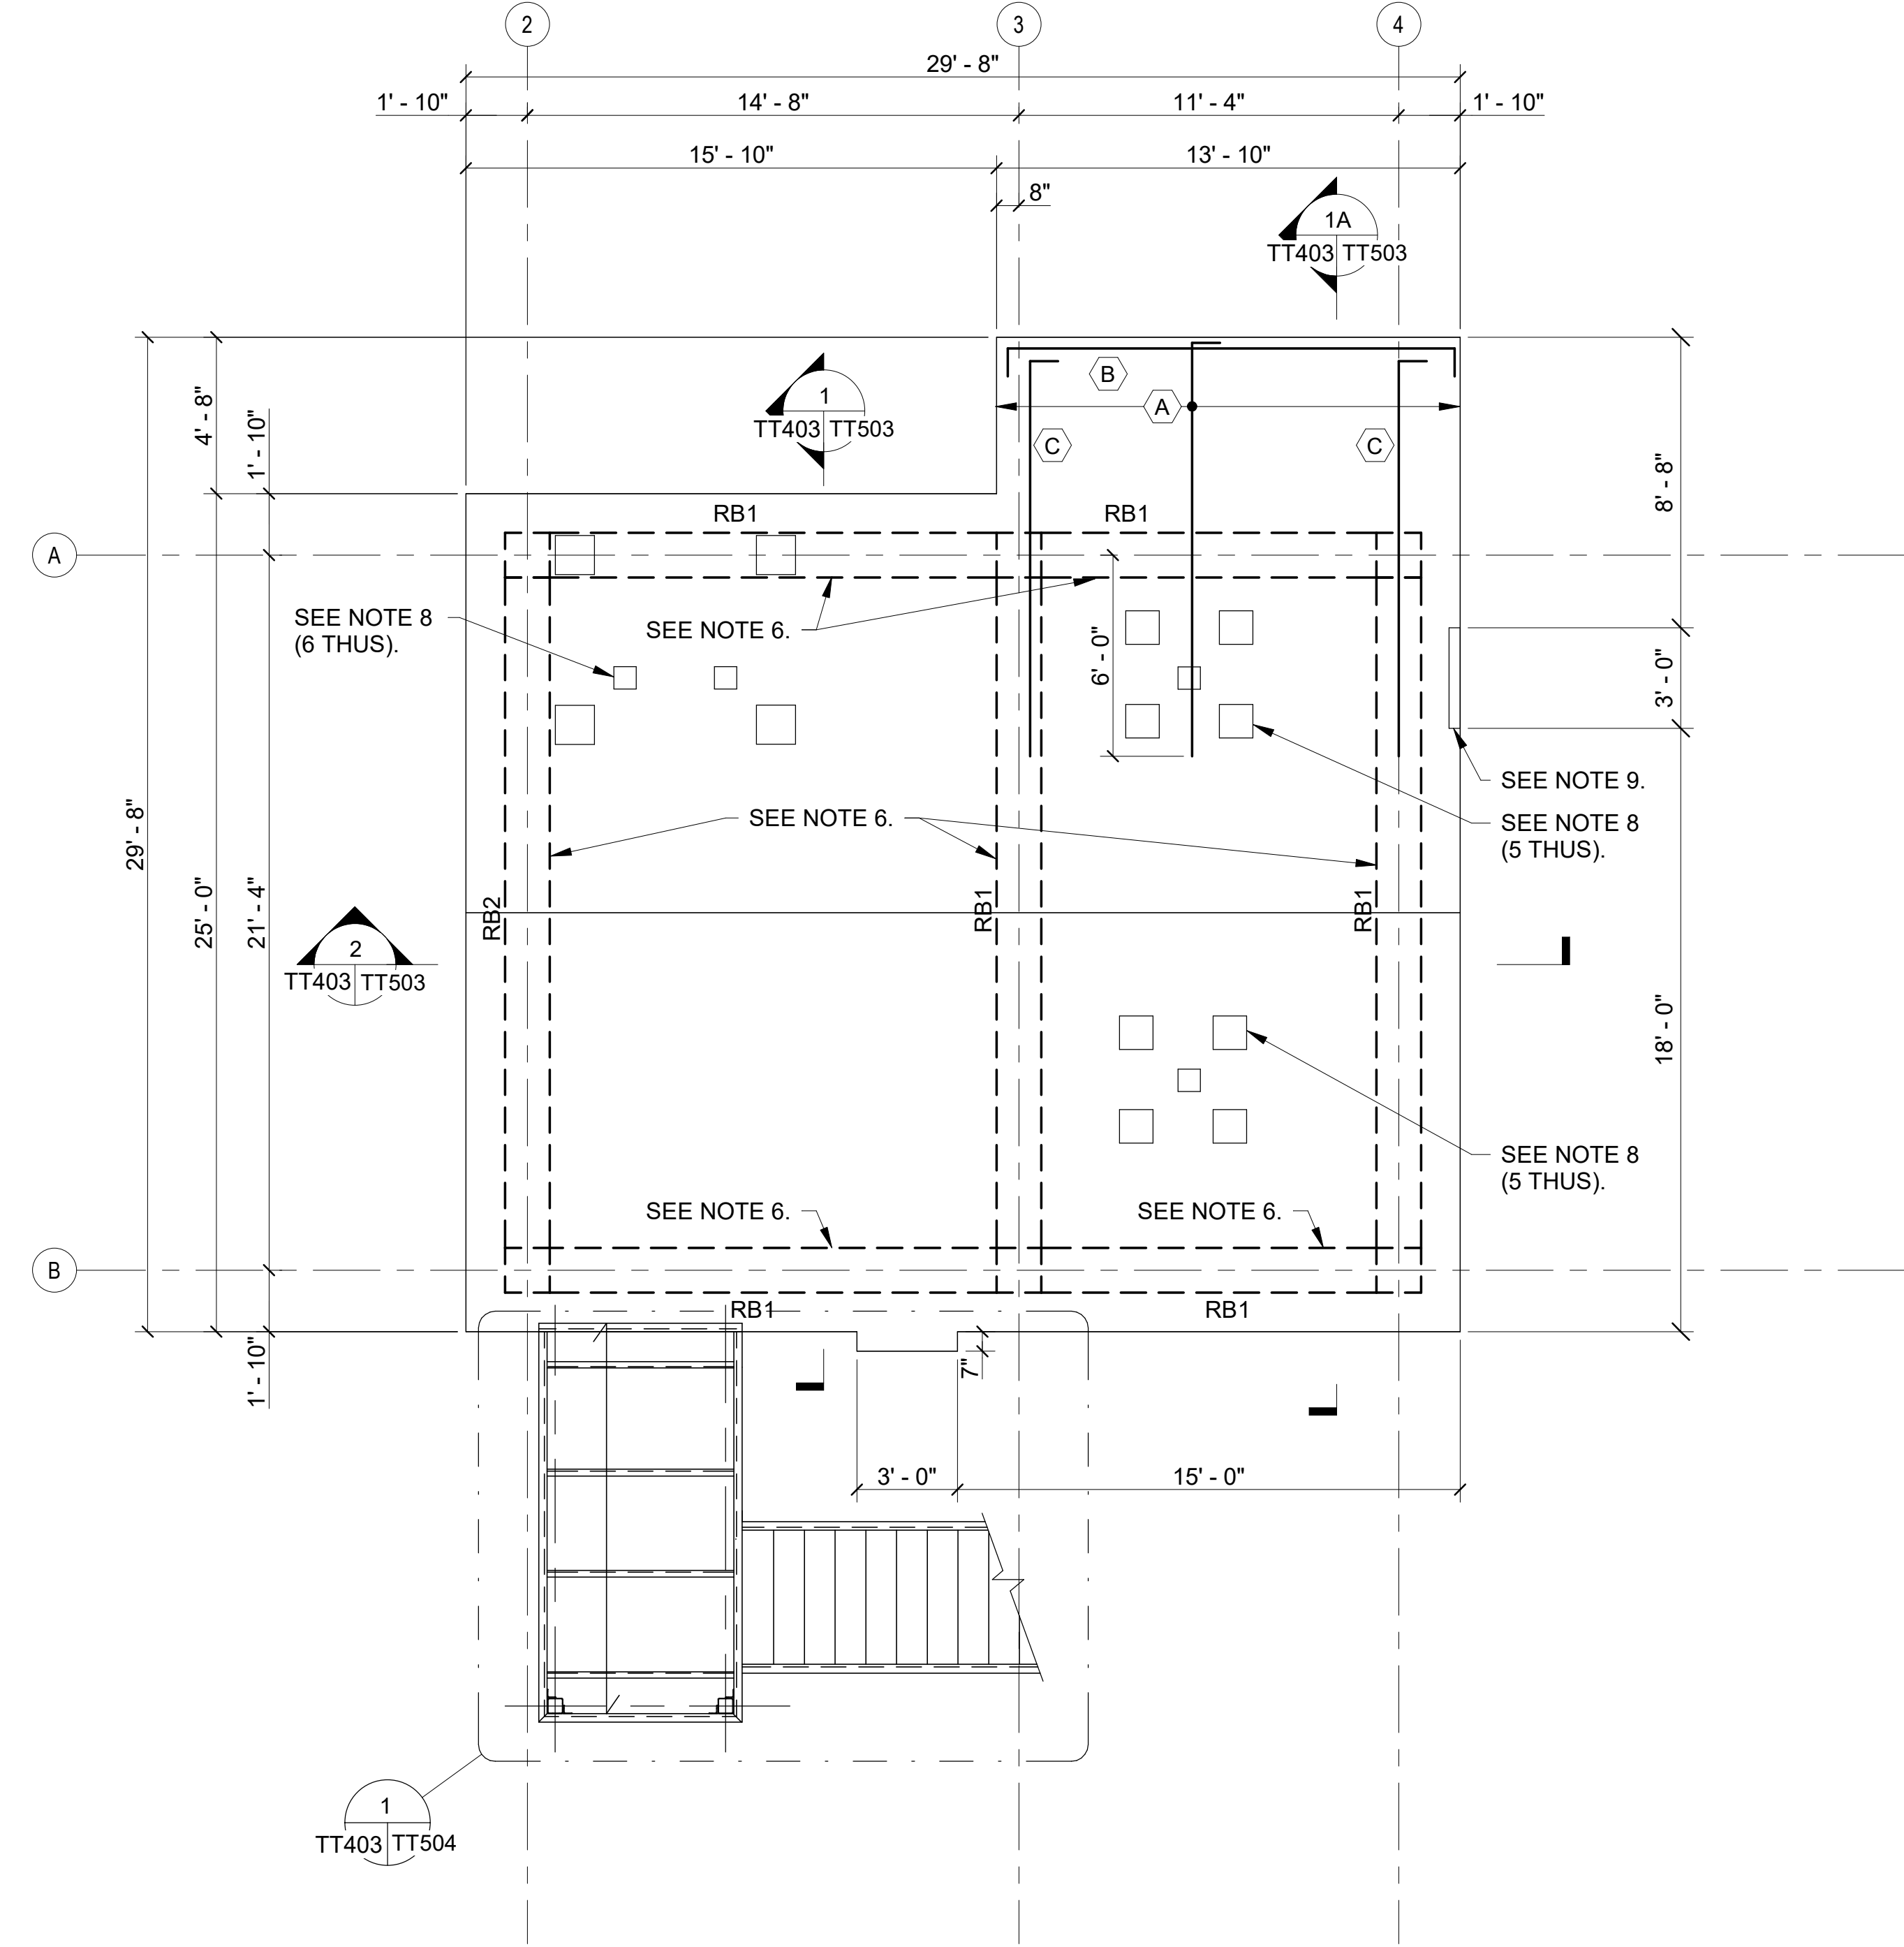 2
3
4
29' - 8"
1' - 10"
14' - 8"
11' - 4"
1' - 10"
15' - 10"
13' - 10"
8"
1A
TT403
TT503
1
TT403
TT503
B
A
C
C
4' - 8"
1' - 10"
8' - 8"
RB1
RB1
A
SEE NOTE 8
(6 THUS).
SEE NOTE 6.
6' - 0"
3' - 0"
SEE NOTE 9.
SEE NOTE 8
(5 THUS).
SEE NOTE 6.
29' - 8"
25' - 0"
21' - 4"
RB2
RB1
RB1
2
TT403
TT503
18' - 0"
SEE NOTE 8
(5 THUS).
SEE NOTE 6.
SEE NOTE 6.
B
RB1
RB1
1' - 10"
7"
3' - 0"
15' - 0"
1
TT403
TT504